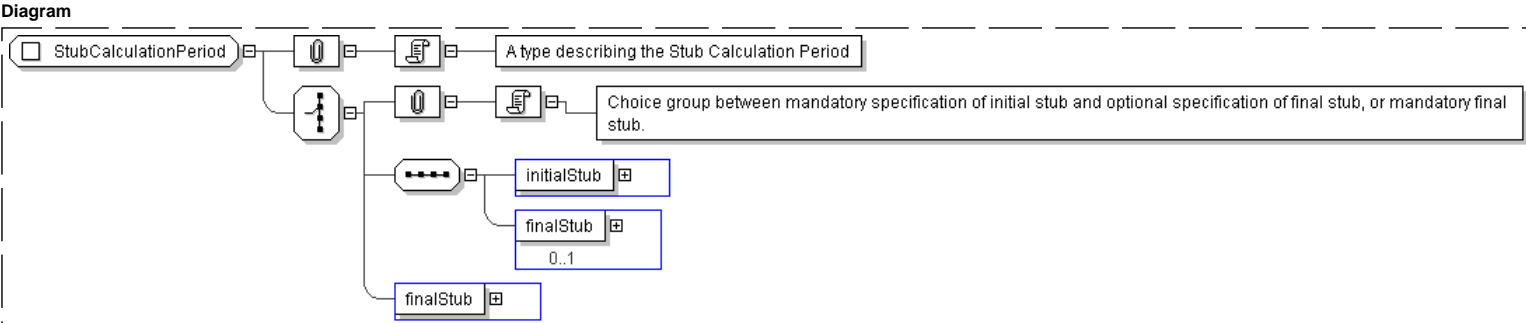 Diagram
StubCalculationPeriod
A type describing the Stub Calculation Period
Choice group between mandatory specification of initial stub and optional specification of final stub, or mandatory final
stub.
initialStub
finalStub
0..1
finalStub